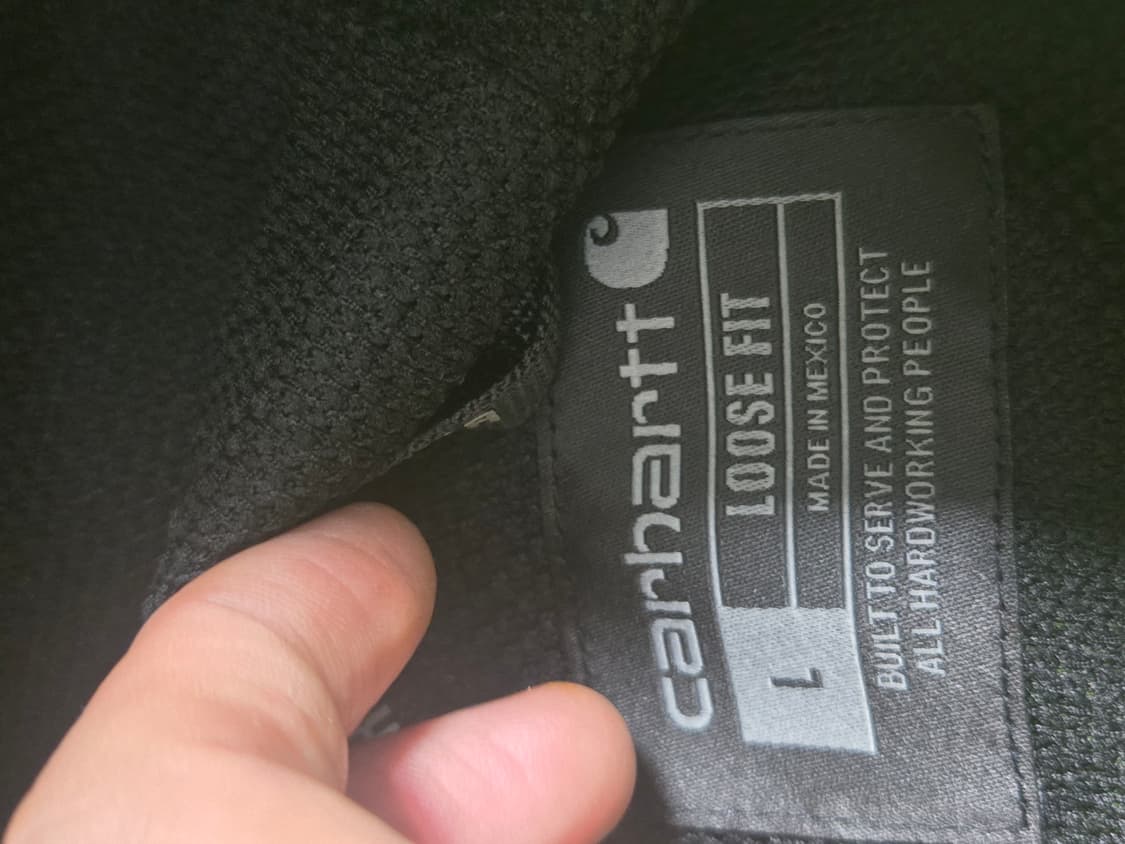 carhartt
L
LOOSE FIT
MADE IN MEXICO
BUILT TO SERVE AND PROTECT
ALL HARDWORKING PEOPLE